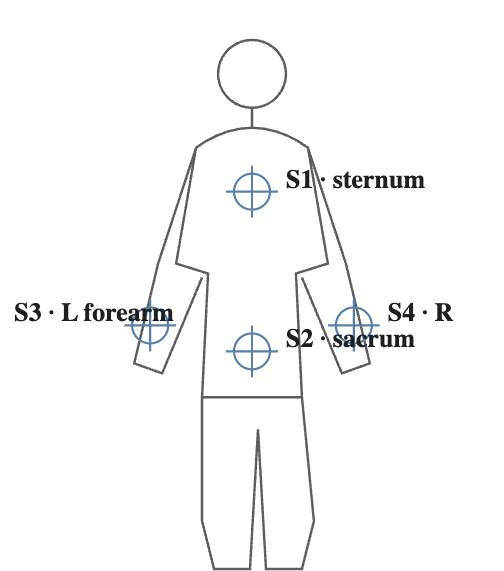 S1 · sternum
S3 · L forearm
S4 · R
S2 · sacrum